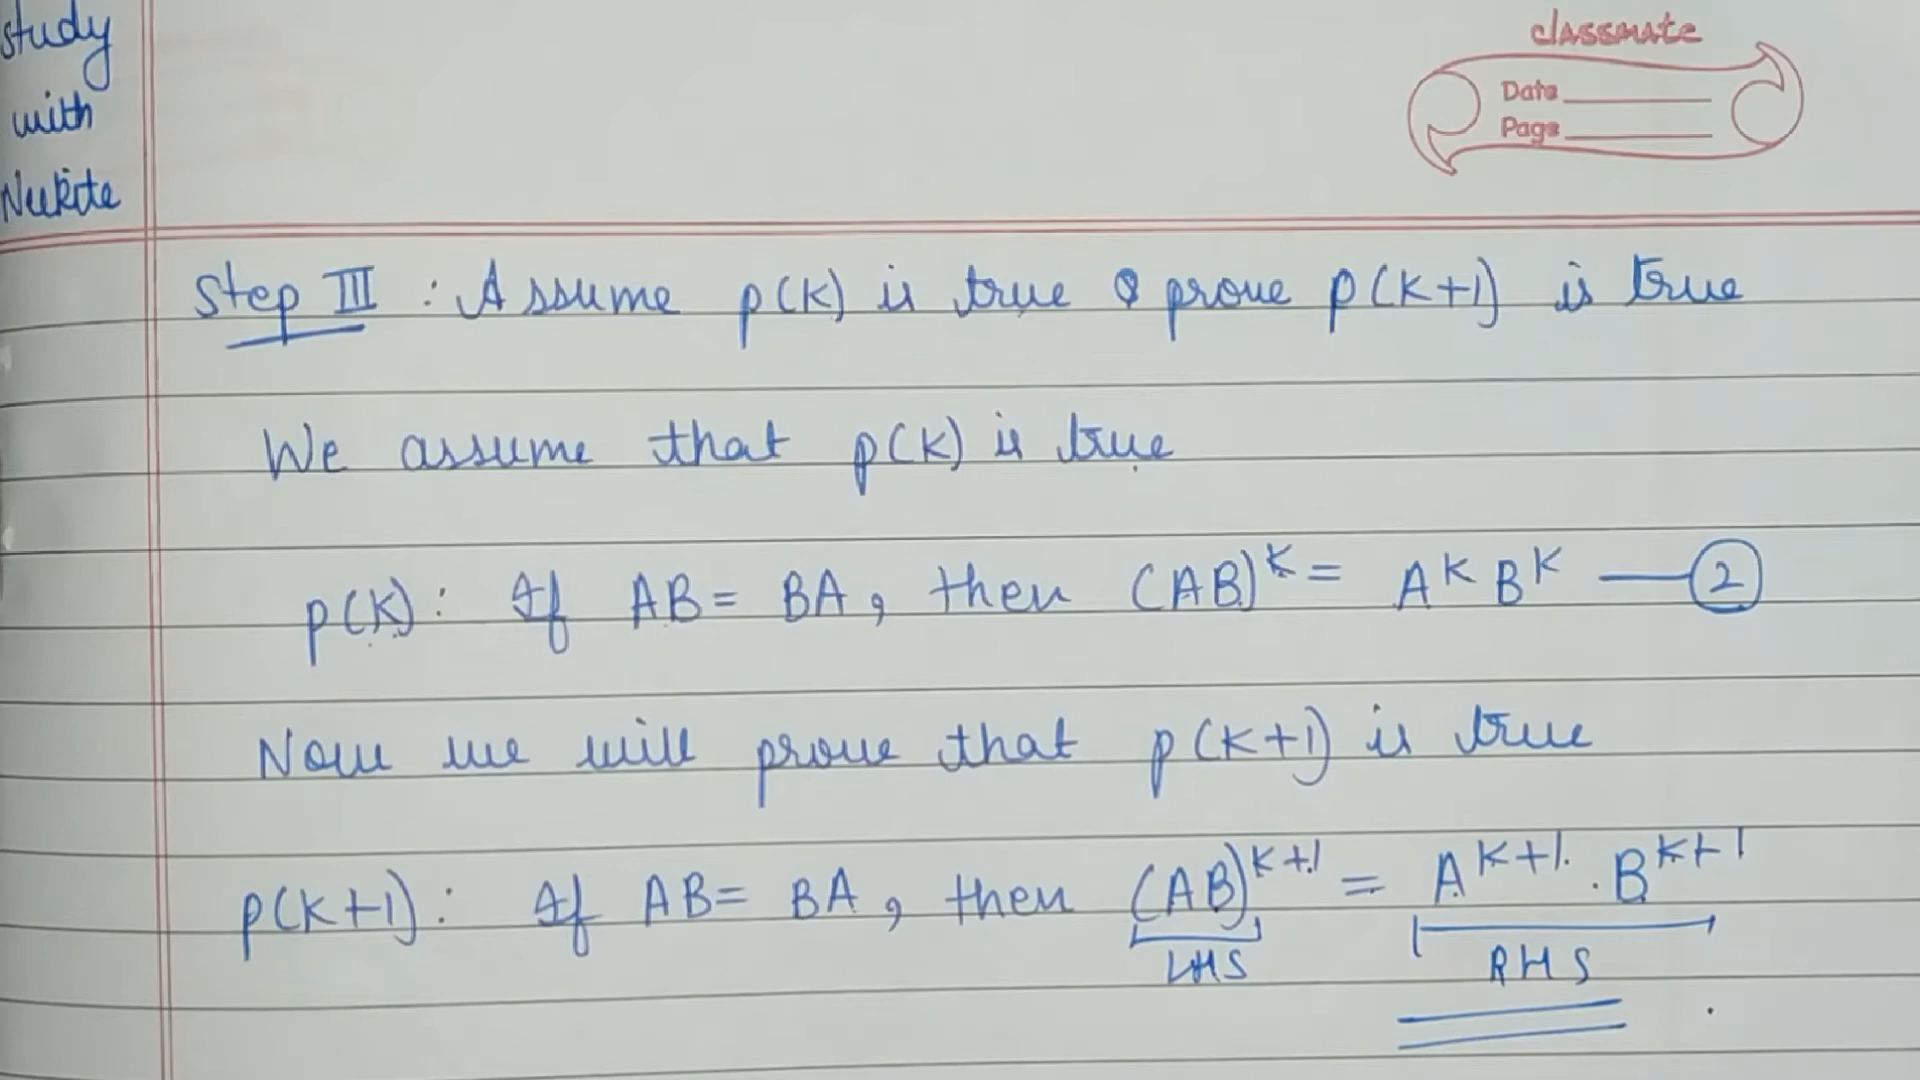 study
with
Nukita
classmate
Date
Page
Step III : Assume p(K) is true & prove p(K+1) is true
We assume that p(K) is true
p(K): If AB = BA, then (AB)^K = A^K B^K — ②
Now we will prove that p(K+1) is true
p(K+1): If AB = BA, then (AB)^K+1 = A^K+1 . B^K+1
LHS RHS